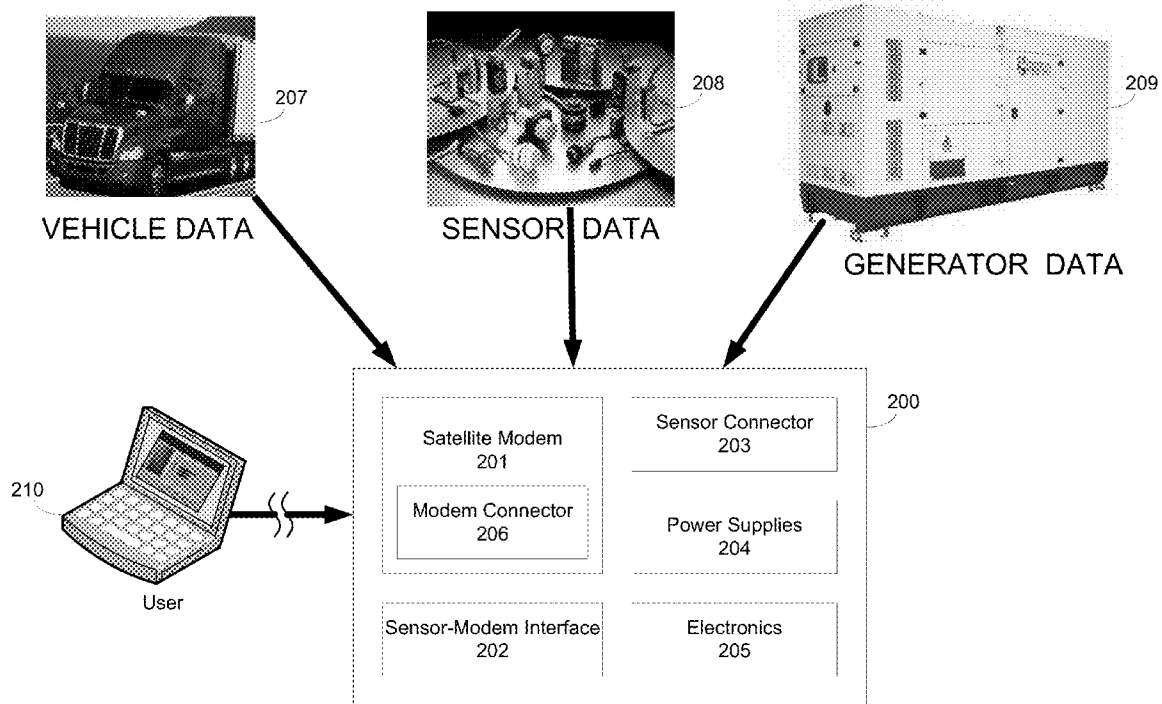 207
208
209
VEHICLE DATA
SENSOR DATA
GENERATOR DATA
200
Satellite Modem
201
Sensor Connector
203
210
Modem Connector
206
Power Supplies
204
User
Sensor-Modem Interface
202
Electronics
205